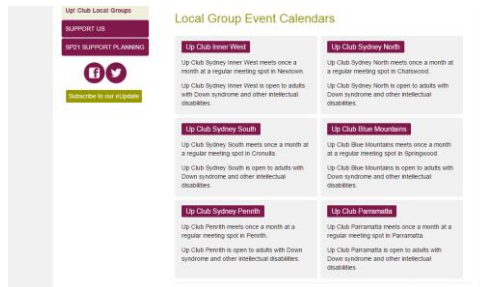 Up! Club Local Groups
SUPPORT US
SP21 SUPPORT PLANNING
Subscribe to our eUpdate
Local Group Event Calendars
Up Club Inner West
Up Club Sydney Inner West meets once a
month at a regular meeting spot in Newtown.
Up Club Sydney Inner West is open to adults
with Down syndrome and other intellectual
disabilities.
Up Club Sydney North
Up Club Sydney North meets once a month at
a regular meeting spot in Chatswood.
Up Club Sydney North is open to adults with
Down syndrome and other intellectual
disabilities.
Up Club Sydney South
Up Club Sydney South meets once a month at
a regular meeting spot in Cronulla.
Up Club Sydney South is open to adults with
Down syndrome and other intellectual
disabilities.
Up Club Blue Mountains
Up Club Blue Mountains meets once a month
at a regular meeting spot in Springwood.
Up Club Blue Mountains is open to adults with
Down syndrome and other intellectual
disabilities.
Up Club Sydney Penrith
Up Club Penrith meets once a month at a
regular meeting spot in Penrith.
Up Club Penrith is open to adults with Down
syndrome and other intellectual disabilities.
Up Club Parramatta
Up Club Parramatta meets once a month at a
regular meeting spot in Parramatta.
Up Club Parramatta is open to adults with
Down syndrome and other intellectual
disabilities.